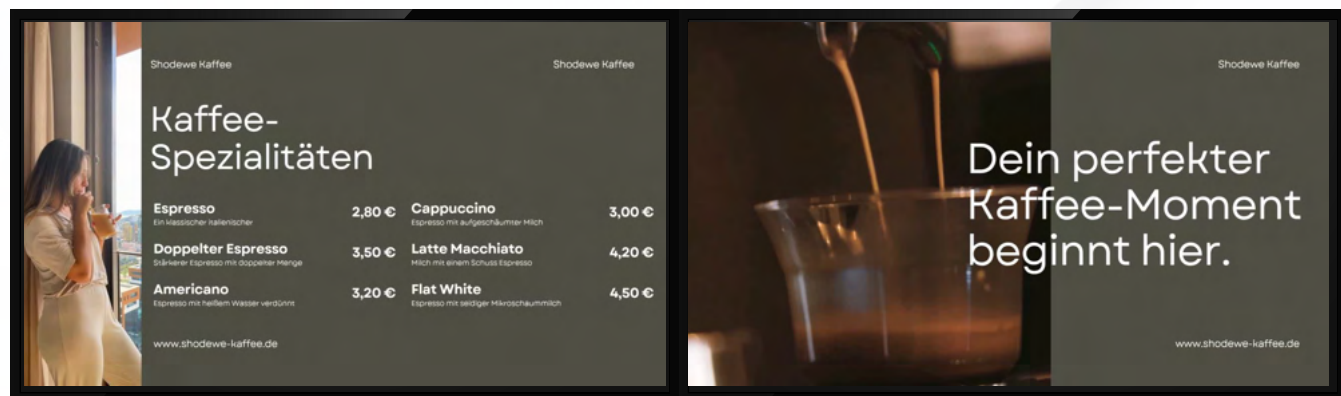 Shodewe Kaffee
Shodewe Kaffee
Kaffee-
Spezialitäten
Espresso 2,80 €
Ein klassischer italienischer
Doppelter Espresso 3,50 €
Stärkerer Espresso mit doppelter Menge
Americano 3,20 €
Espresso mit heißem Wasser verdünnt
Cappuccino 3,00 €
Espresso mit aufgeschäumter Milch
Latte Macchiato 4,20 €
Milch mit einem Schuss Espresso
Flat White 4,50 €
Espresso mit seidiger Mikroschaummilch
www.shodewe-kaffee.de
Shodewe Kaffee
Dein perfekter
Kaffee-Moment
beginnt hier.
www.shodewe-kaffee.de